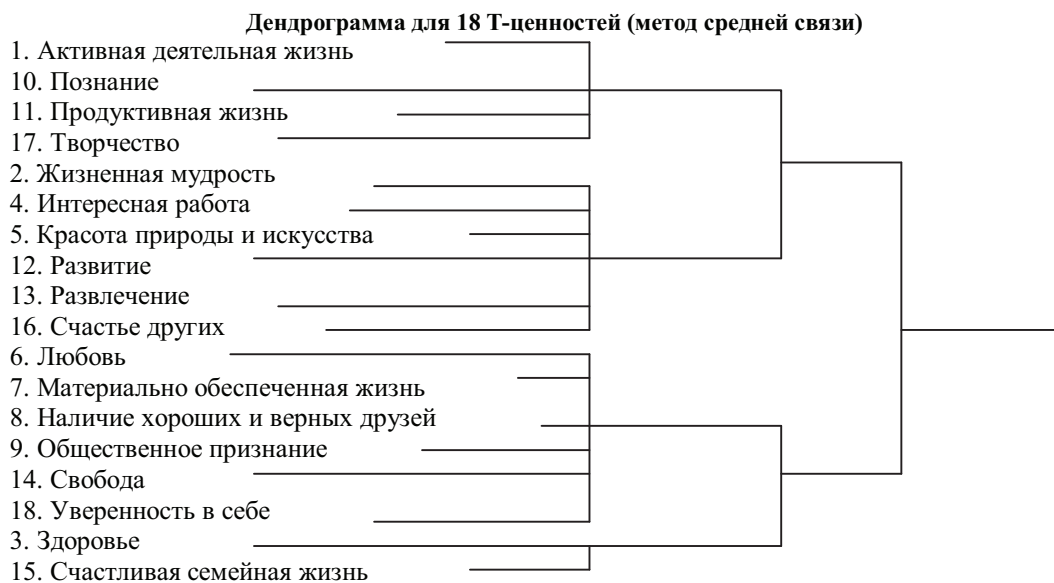 Дендрограмма для 18 Т-ценностей (метод средней связи)
1. Активная деятельная жизнь
10. Познание
11. Продуктивная жизнь
17. Творчество
2. Жизненная мудрость
4. Интересная работа
5. Красота природы и искусства
12. Развитие
13. Развлечение
16. Счастье других
6. Любовь
7. Материально обеспеченная жизнь
8. Наличие хороших и верных друзей
9. Общественное признание
14. Свобода
18. Уверенность в себе
3. Здоровье
15. Счастливая семейная жизнь